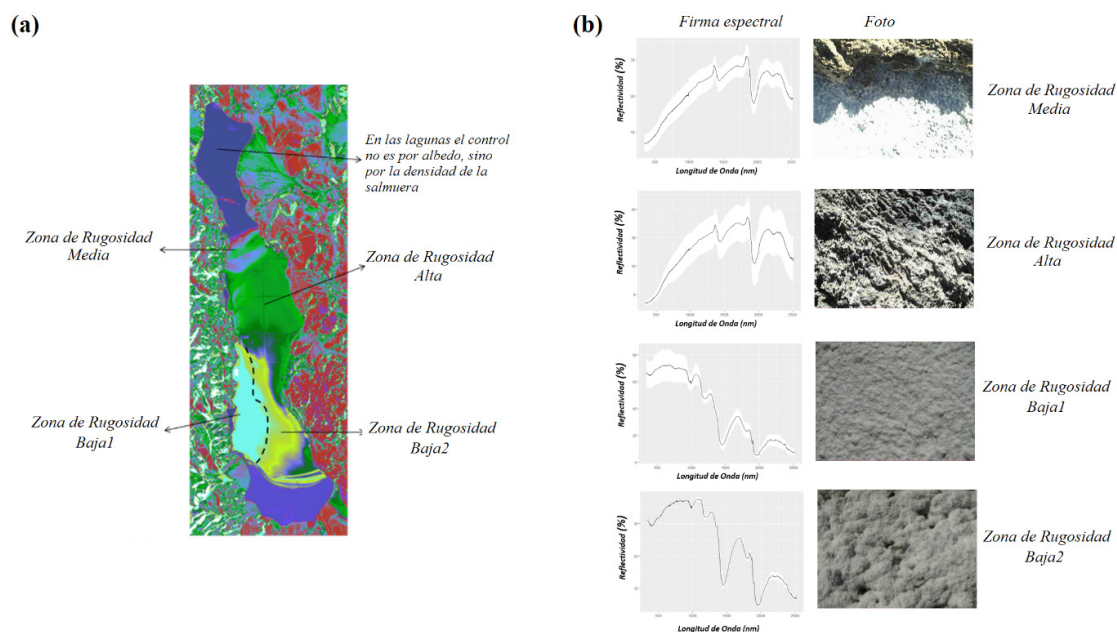 (a)
En las lagunas el control
no es por albedo, sino
por la densidad de la
salmuera
Zona de Rugosidad
Media
Zona de Rugosidad
Alta
Zona de Rugosidad
Baja1
Zona de Rugosidad
Baja2
(b)
Firma espectral
Foto
Reflectividad (%)
Longitud de Onda (nm)
Zona de Rugosidad
Media
Reflectividad (%)
Longitud de Onda (nm)
Zona de Rugosidad
Alta
Reflectividad (%)
Longitud de Onda (nm)
Zona de Rugosidad
Baja1
Reflectividad (%)
Longitud de Onda (nm)
Zona de Rugosidad
Baja2